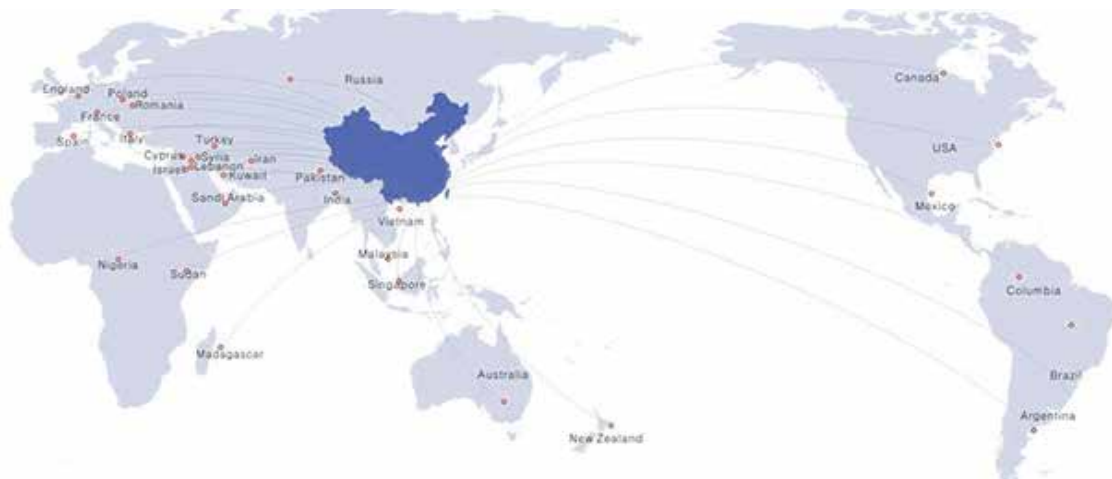 Russia
Canada
England
Poland
Romania
France
Spain
Italy
Turkey
USA
Cyprus
Syria
Iran
Israel
Lebanon
Kuwait
Pakistan
Saudi Arabia
India
Mexico
Vietnam
Malaysia
Nigeria
Sudan
Singapore
Columbia
Madagascar
Australia
Brazil
Argentina
New Zealand